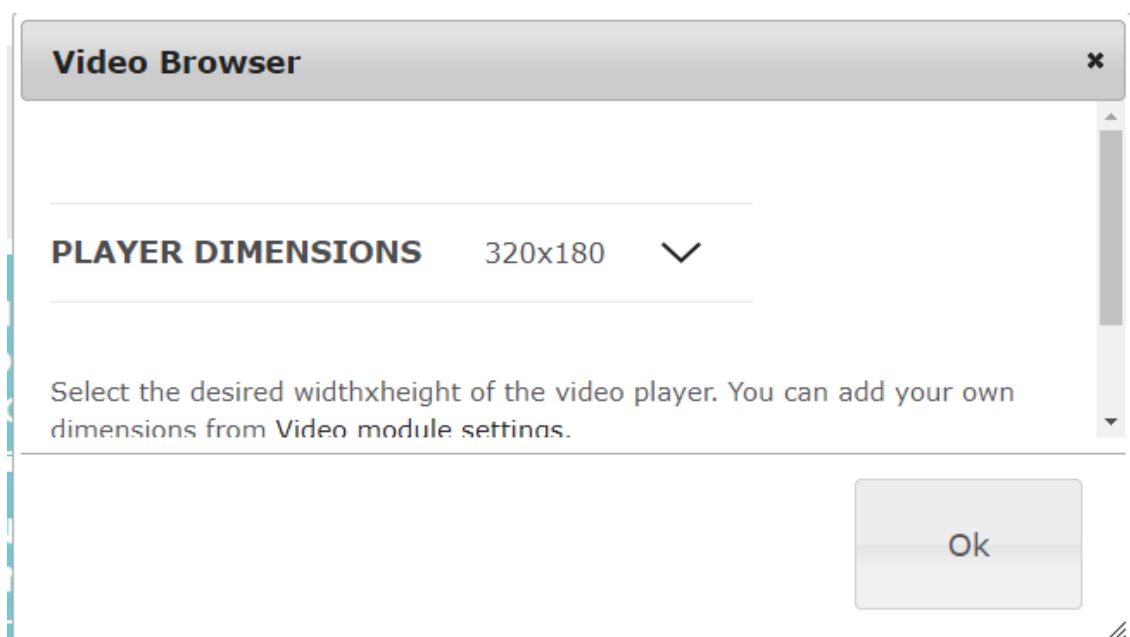 Video Browser
PLAYER DIMENSIONS 320x180
Select the desired widthxheight of the video player. You can add your own
dimensions from Video module settings.
Ok